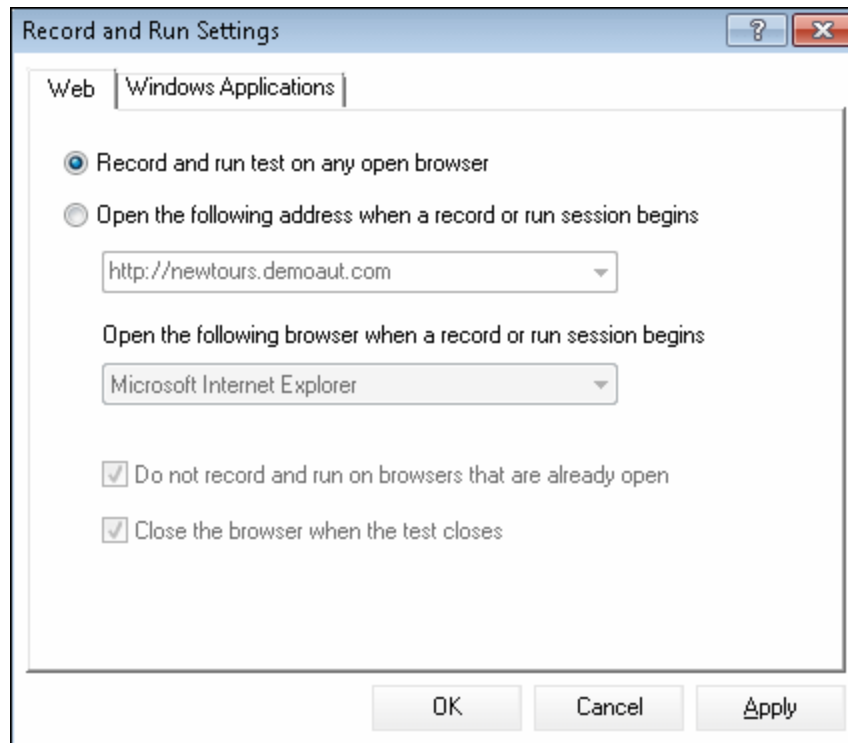 Record and Run Settings
?
Web
Windows Applications
Record and run test on any open browser
Open the following address when a record or run session begins
http://newtours.demoaut.com
Open the following browser when a record or run session begins
Microsoft Internet Explorer
Do not record and run on browsers that are already open
Close the browser when the test closes
OK
Cancel
Apply